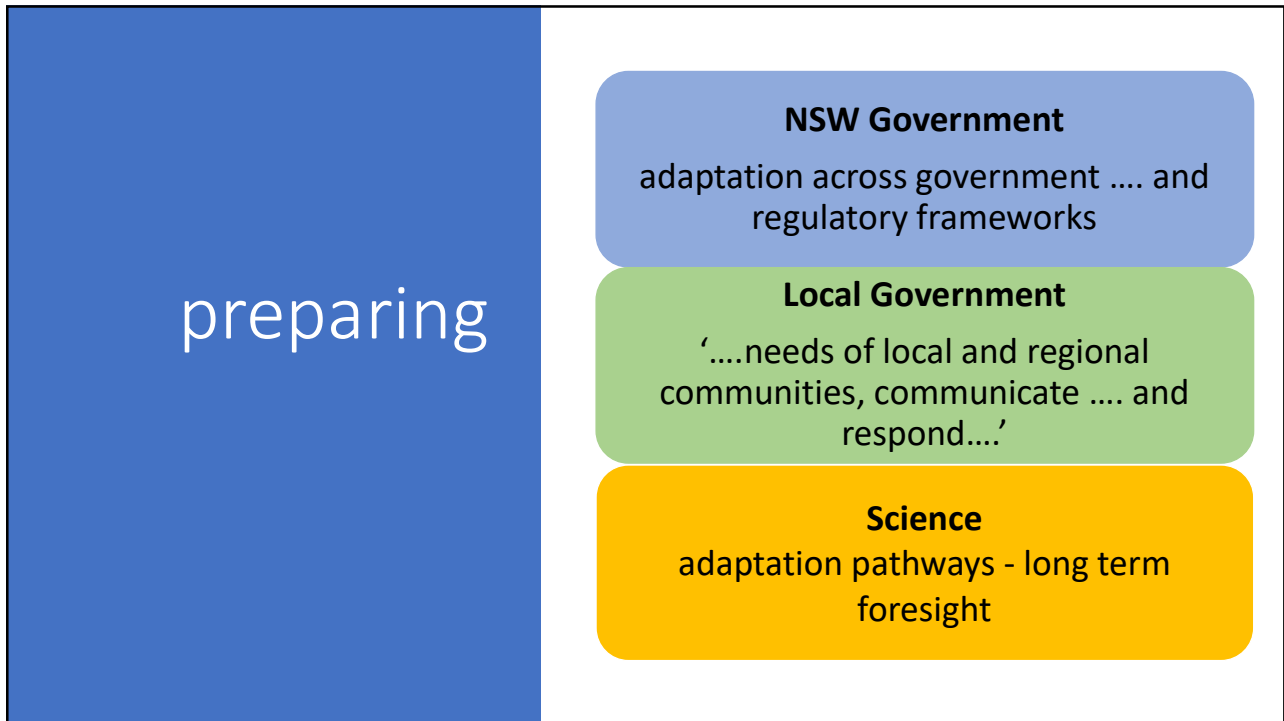 preparing
NSW Government
adaptation across government .... and
regulatory frameworks
Local Government
‘....needs of local and regional
communities, communicate .... and
respond....’
Science
adaptation pathways - long term
foresight